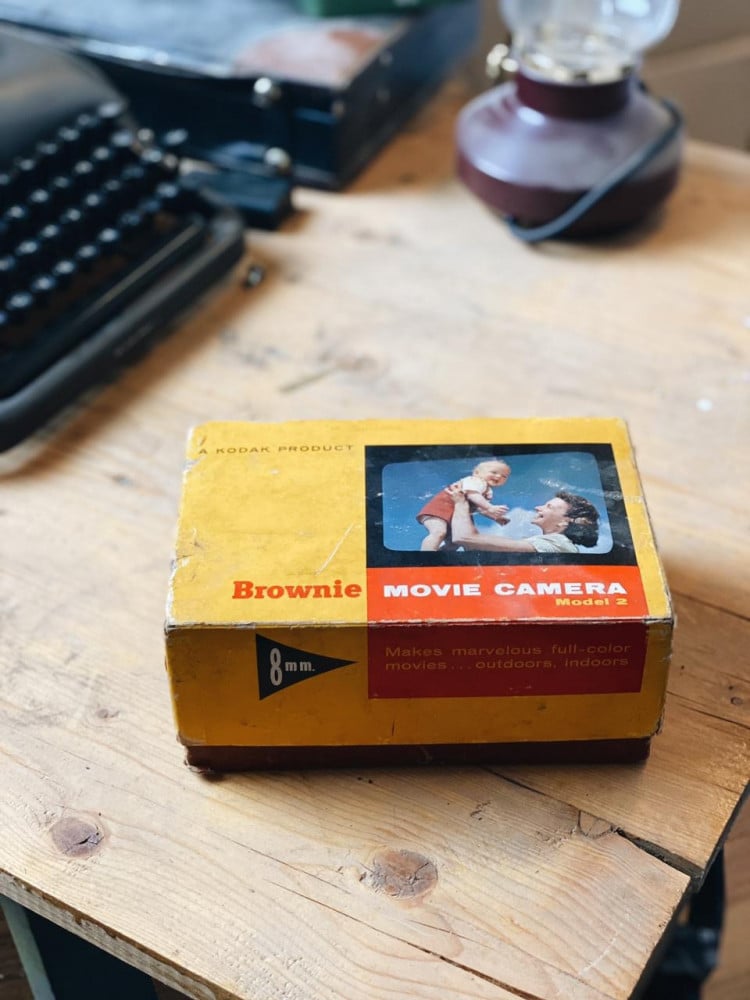 A KODAK PRODUCT
Brownie MOVIE CAMERA
Model 2
8mm.
Makes marvelous full-color
movies...outdoors, indoors